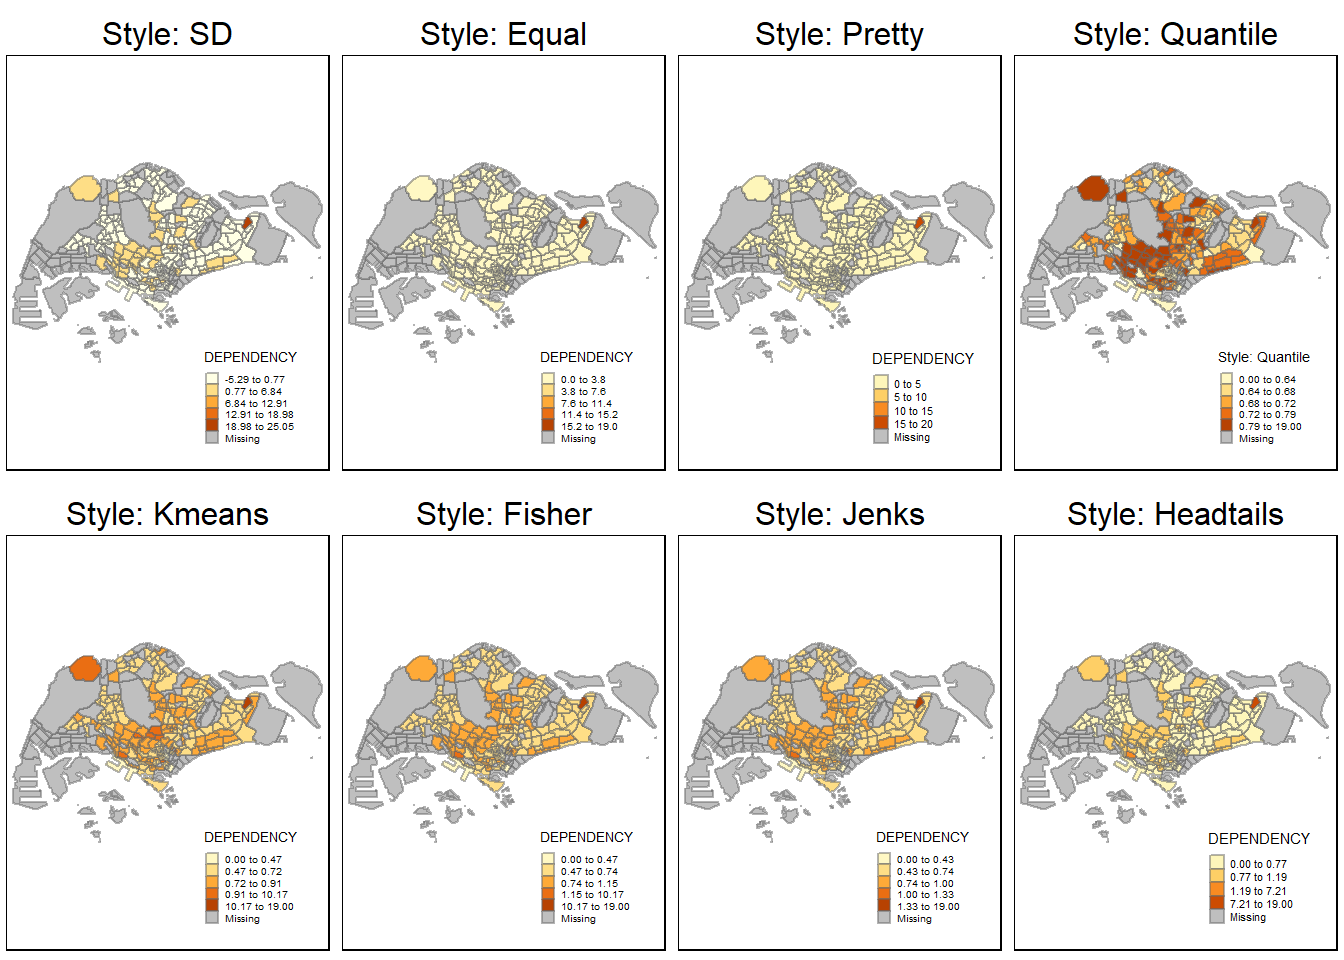 Style: SD
DEPENDENCY
-5.29 to 0.77
0.77 to 6.84
6.84 to 12.91
12.91 to 18.98
18.98 to 25.05
Missing
Style: Equal
DEPENDENCY
0.0 to 3.8
3.8 to 7.6
7.6 to 11.4
11.4 to 15.2
15.2 to 19.0
Missing
Style: Pretty
DEPENDENCY
0 to 5
5 to 10
10 to 15
15 to 20
Missing
Style: Quantile
Style: Quantile
0.00 to 0.64
0.64 to 0.68
0.68 to 0.72
0.72 to 0.79
0.79 to 19.00
Missing
Style: Kmeans
DEPENDENCY
0.00 to 0.47
0.47 to 0.72
0.72 to 0.91
0.91 to 10.17
10.17 to 19.00
Missing
Style: Fisher
DEPENDENCY
0.00 to 0.47
0.47 to 0.74
0.74 to 1.15
1.15 to 10.17
10.17 to 19.00
Missing
Style: Jenks
DEPENDENCY
0.00 to 0.43
0.43 to 0.74
0.74 to 1.00
1.00 to 1.33
1.33 to 19.00
Missing
Style: Headtails
DEPENDENCY
0.00 to 0.77
0.77 to 1.19
1.19 to 7.21
7.21 to 19.00
Missing